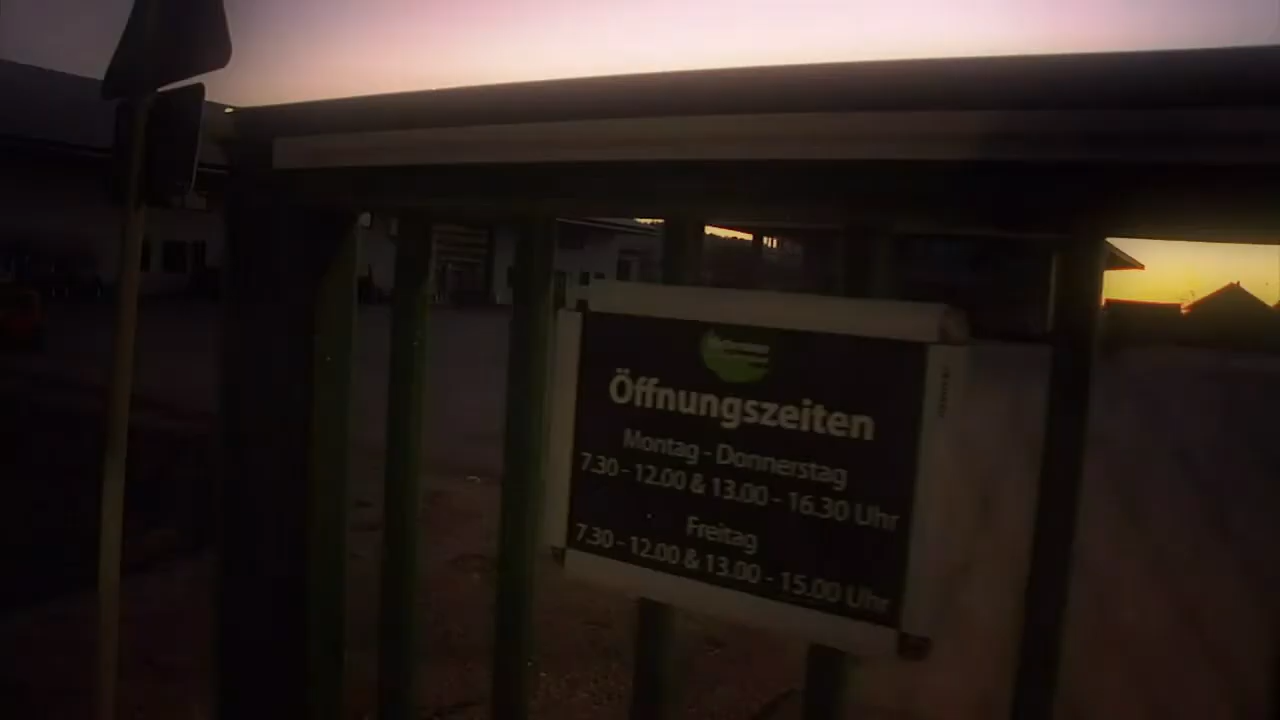 Öffnungszeiten
Montag - Donnerstag
7.30 - 12.00 & 13.00 - 16.30 Uhr
Freitag
7.30 - 12.00 & 13.00 - 15.00 Uhr